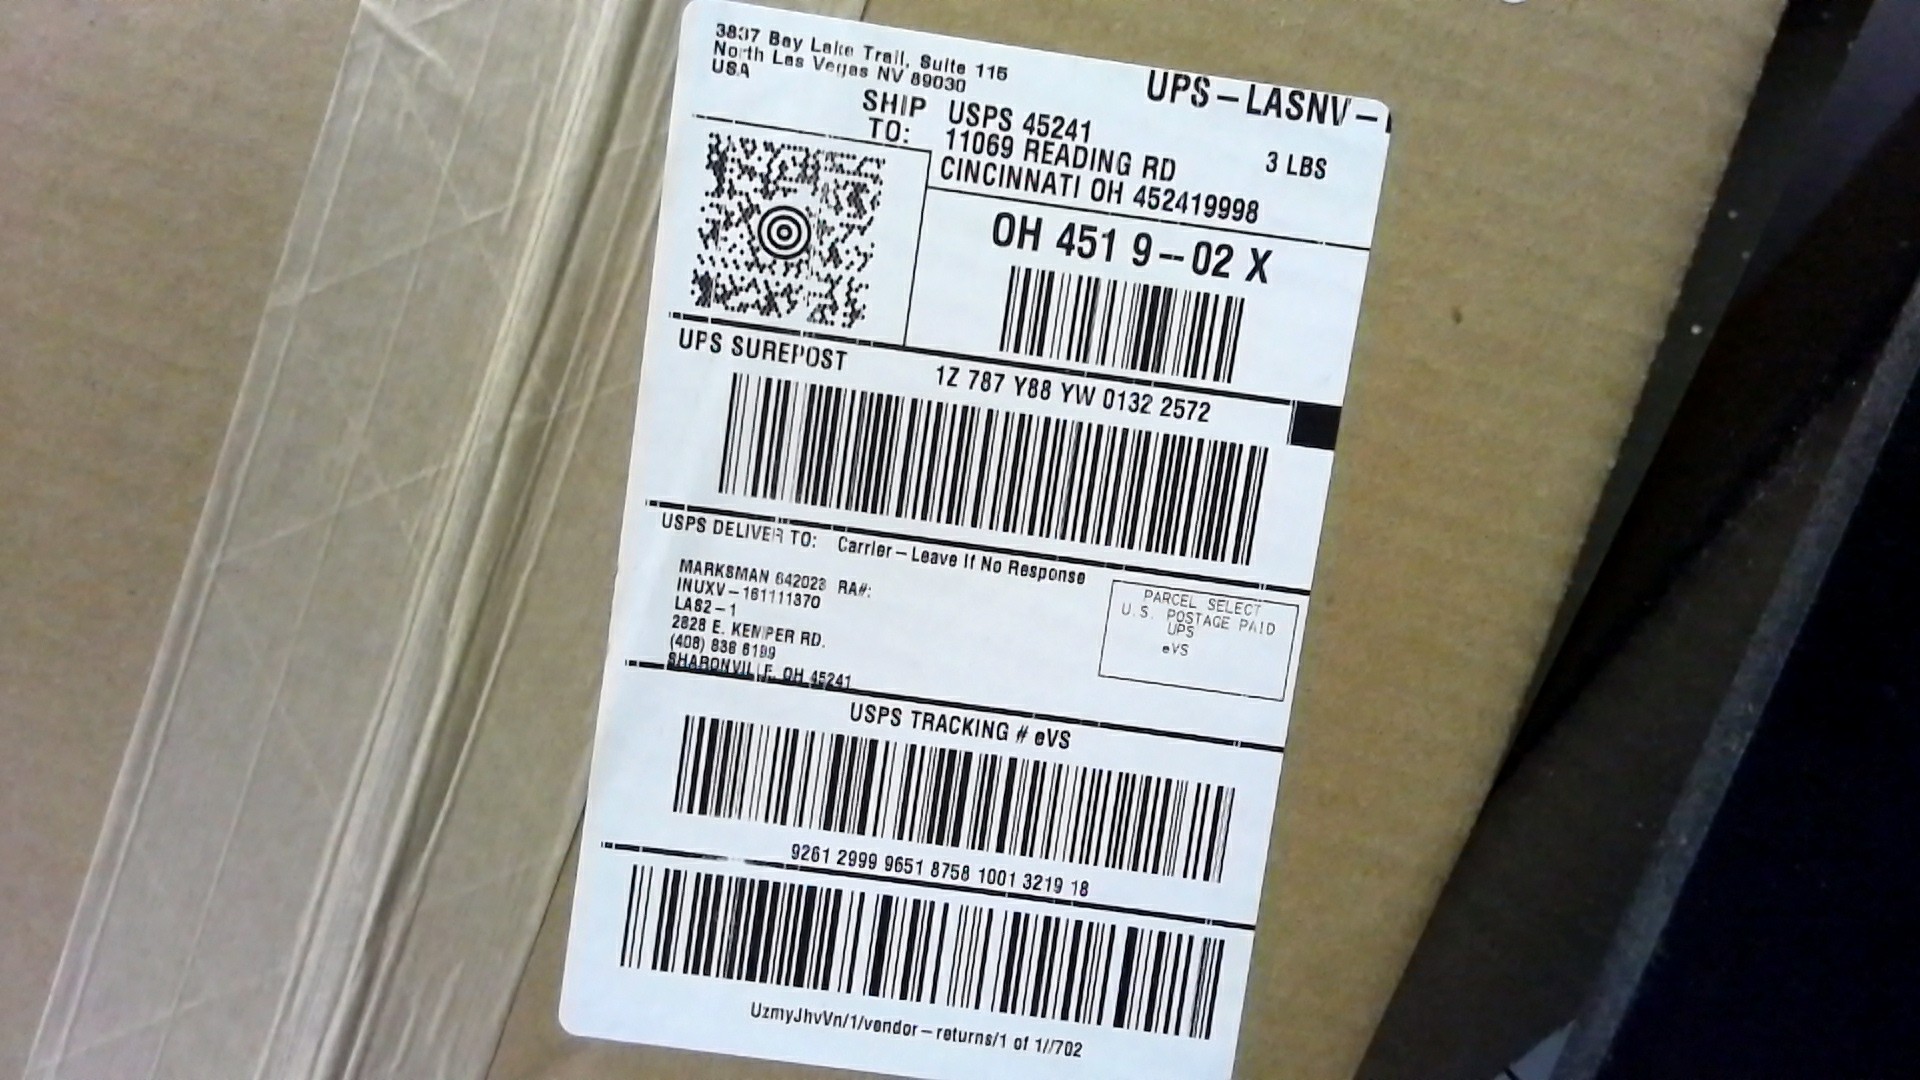 3837 Bay Lake Trail, Suite 115
North Las Vegas NV 89030
USA
UPS-LASNV-
SHIP TO:
USPS 45241
11069 READING RD
CINCINNATI OH 452419998
3 LBS
OH 451 9-02 X
UPS SUREPOST
1Z 787 Y88 YW 0132 2572
USPS DELIVER TO: Carrier-Leave If No Response
MARKSMAN 642023 RA#:
INUXV-161111370
LAS2-1
2828 E. KEMPER RD.
(408) 838 6199
SHARONVILLE, OH 45241
PARCEL SELECT
U.S. POSTAGE PAID
UPS
eVS
USPS TRACKING # eVS
9261 2999 9651 8758 1001 3219 18
UzmyJhvVn/1/vendor-returns/1 of 1//702